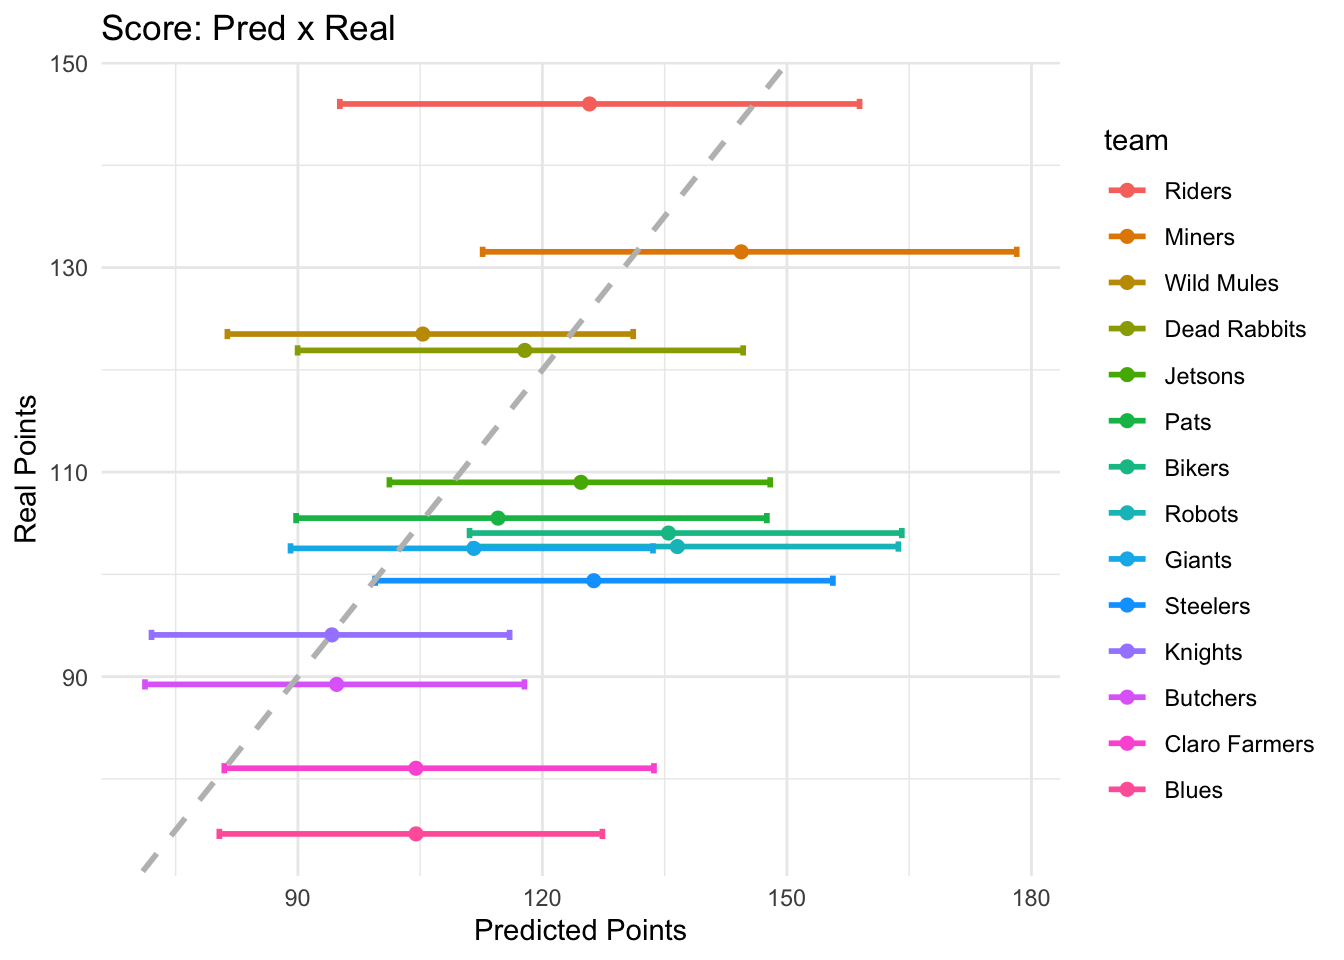 Score: Pred x Real
150
130
110
90
Real Points
90
120
150
180
Predicted Points
team
Riders
Miners
Wild Mules
Dead Rabbits
Jetsons
Pats
Bikers
Robots
Giants
Steelers
Knights
Butchers
Claro Farmers
Blues